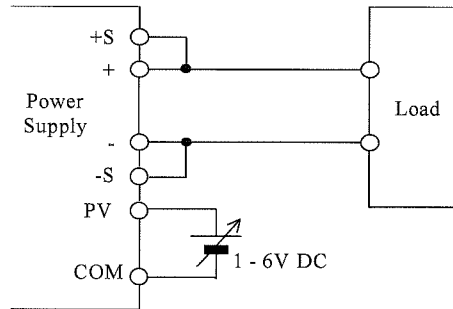 +S
+
Power
Supply
Load
-
-S
PV
COM
1 - 6V DC